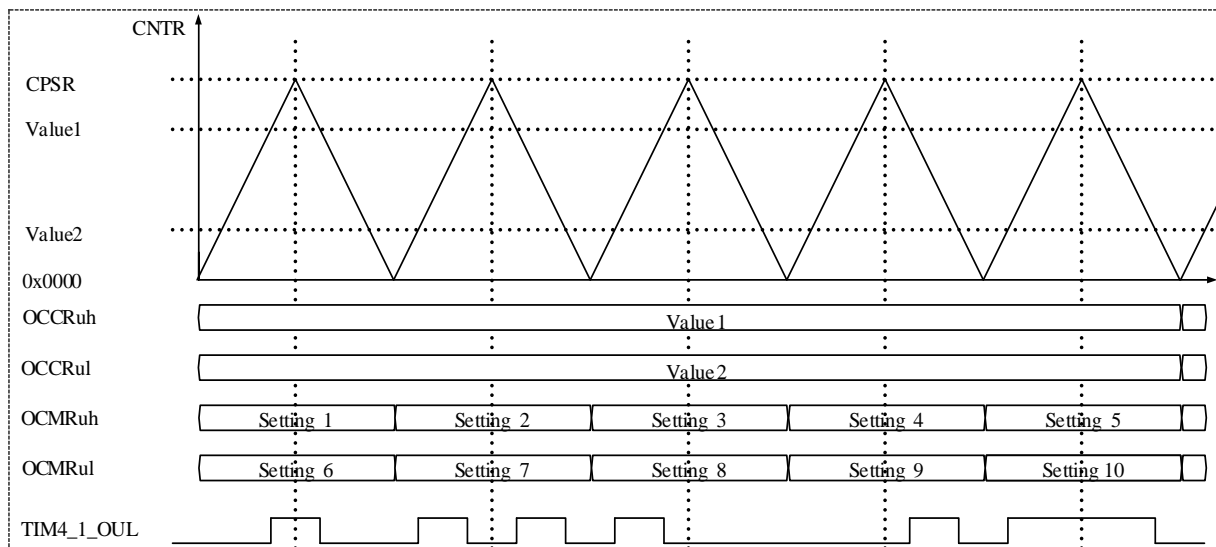 CNTR
CPSR
Value1
Value2
0x0000
OCCRuh Value1
OCCRul Value2
OCMRuh Setting 1 Setting 2 Setting 3 Setting 4 Setting 5
OCMRul Setting 6 Setting 7 Setting 8 Setting 9 Setting 10
TIM4_1_OUL